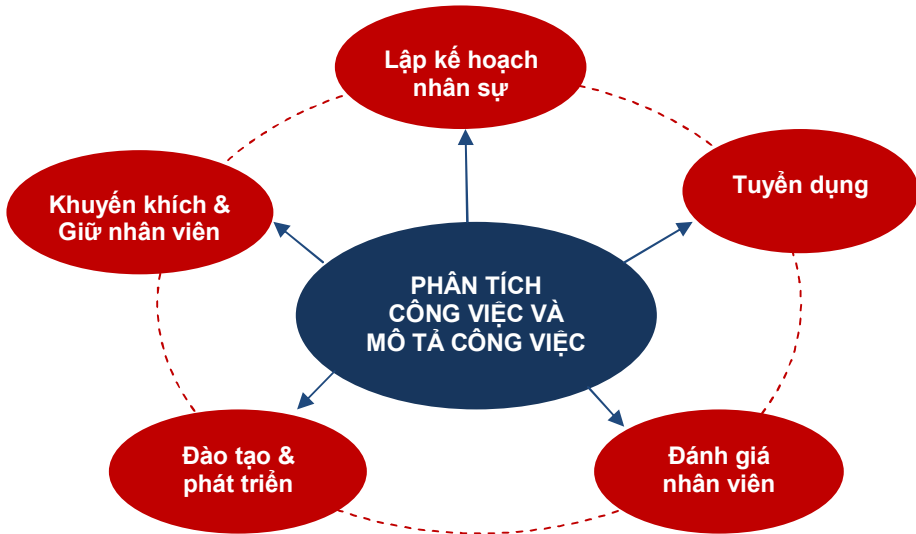 Lập kế hoạch
nhân sự
Khuyến khích &
Giữ nhân viên
Tuyển dụng
PHÂN TÍCH
CÔNG VIỆC VÀ
MÔ TẢ CÔNG VIỆC
Đào tạo &
phát triển
Đánh giá
nhân viên